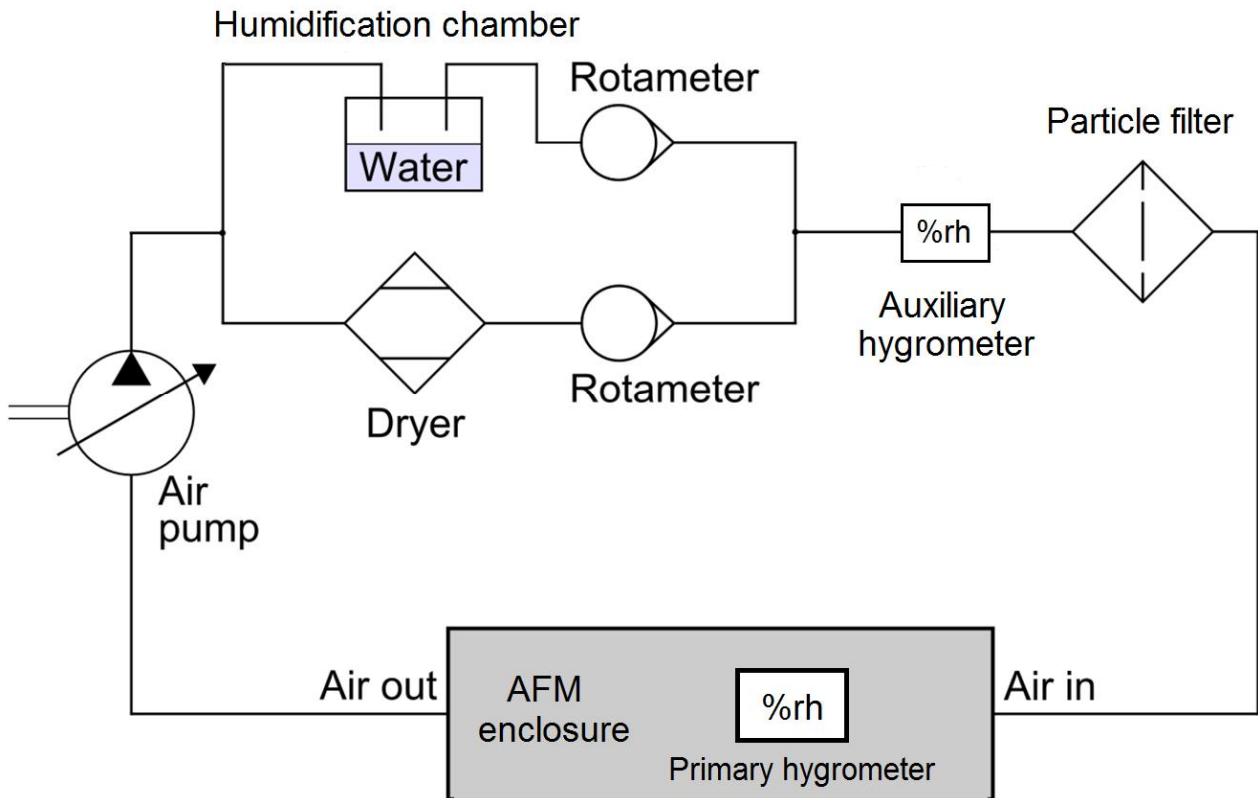 Humidification chamber
Rotameter
Particle filter
Water
%rh
Auxiliary
hygrometer
Rotameter
Dryer
Air
pump
Air out
AFM
enclosure
%rh
Air in
Primary hygrometer